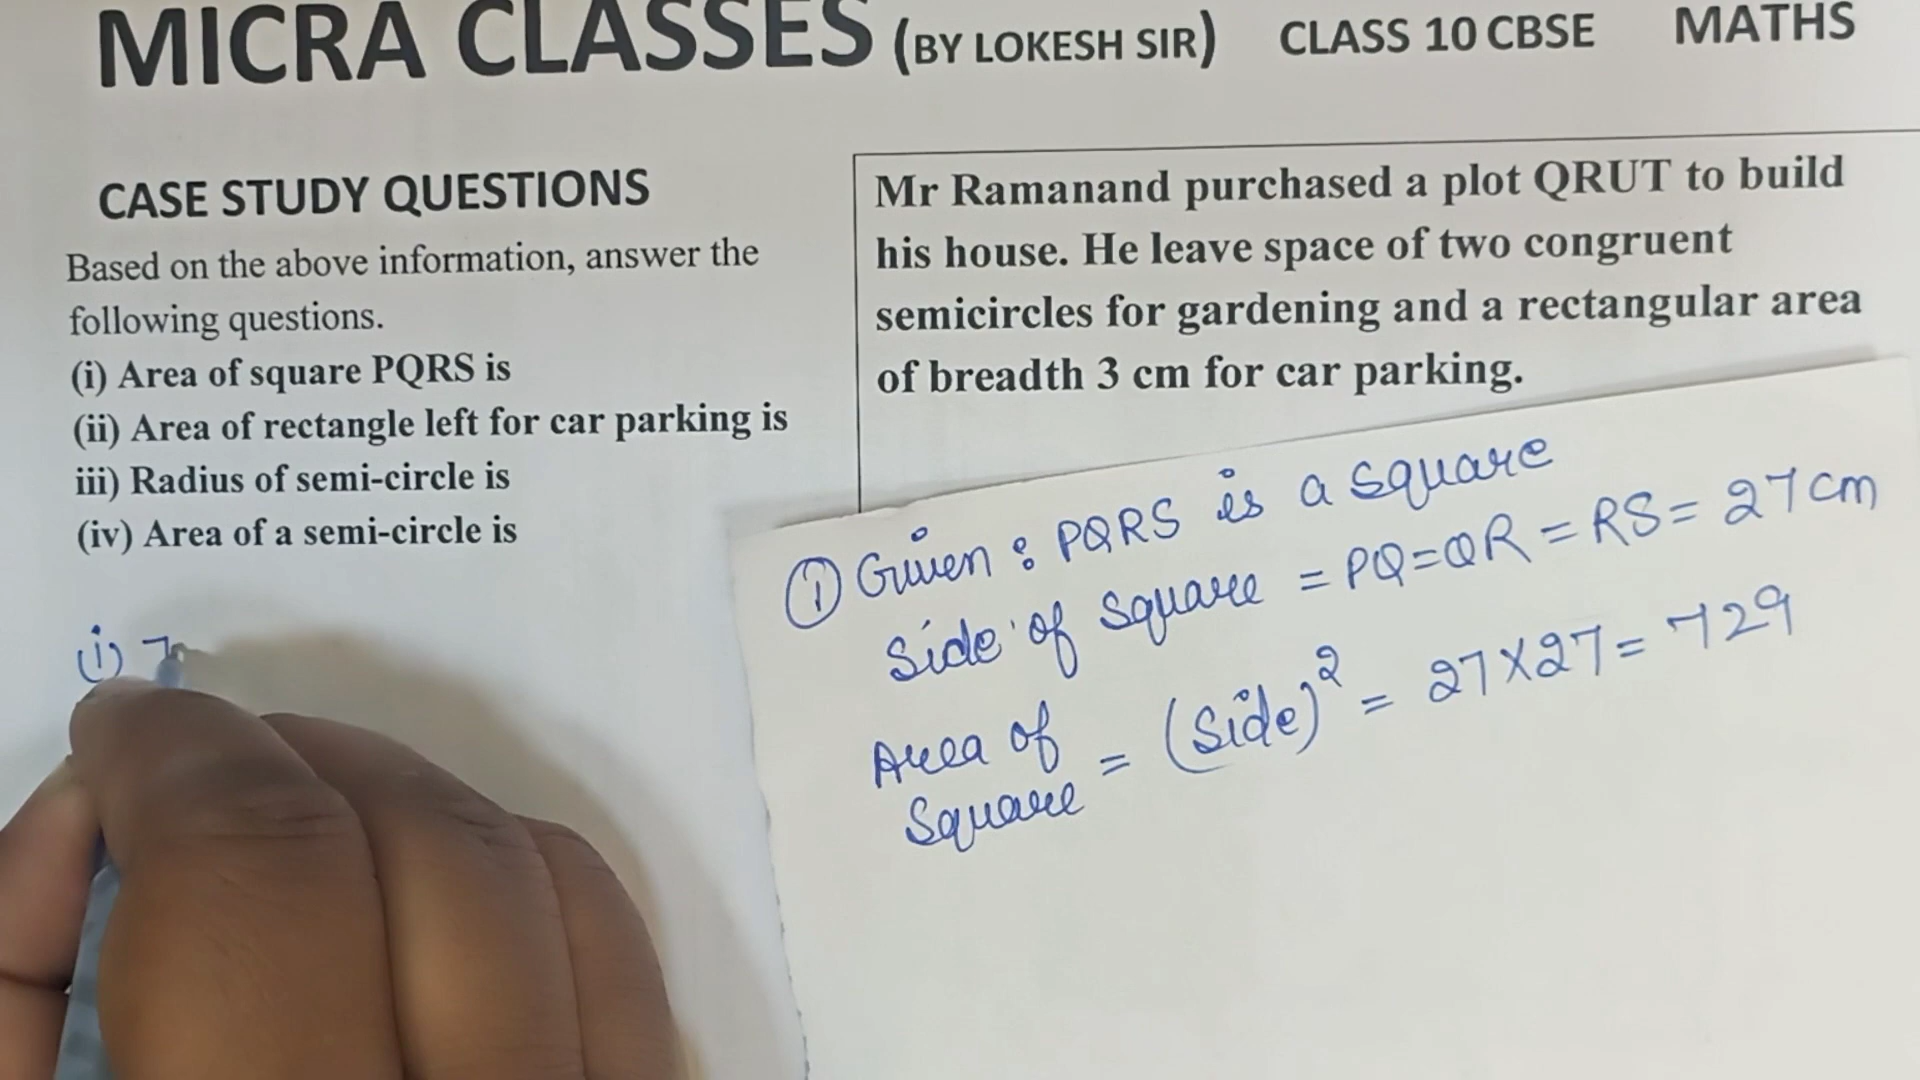 MICRA CLASSES (BY LOKESH SIR) CLASS 10 CBSE MATHS
CASE STUDY QUESTIONS
Based on the above information, answer the
following questions.
(i) Area of square PQRS is
(ii) Area of rectangle left for car parking is
iii) Radius of semi-circle is
(iv) Area of a semi-circle is
(i) 7
Mr Ramanand purchased a plot QRUT to build
his house. He leave space of two congruent
semicircles for gardening and a rectangular area
of breadth 3 cm for car parking.
① Given : PQRS is a square
Side of square = PQ=QR = RS = 27 cm
Area of
Square = (Side)² = 27×27 = 729